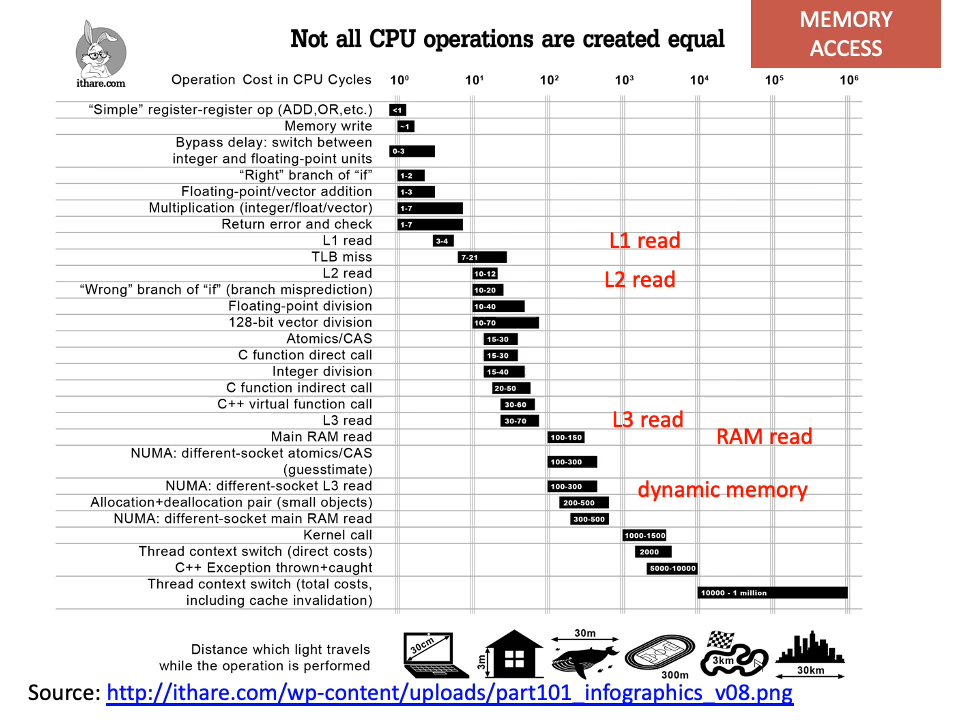 Not all CPU operations are created equal
MEMORY
ACCESS
ithare.com
Operation Cost in CPU Cycles 10⁰ 10¹ 10² 10³ 10⁴ 10⁵ 10⁶
“Simple” register-register op (ADD,OR,etc.) <1
Memory write ~1
Bypass delay: switch between
integer and floating-point units 0-3
“Right” branch of “if” 1-2
Floating-point/vector addition 1-3
Multiplication (integer/float/vector) 1-7
Return error and check 1-7
L1 read 3-4 L1 read
TLB miss 7-21
L2 read 10-12 L2 read
“Wrong” branch of “if” (branch misprediction) 10-20
Floating-point division 10-40
128-bit vector division 10-70
Atomics/CAS 15-30
C function direct call 15-30
Integer division 15-40
C function indirect call 20-50
C++ virtual function call 30-60
L3 read 30-70 L3 read
Main RAM read 100-150 RAM read
NUMA: different-socket atomics/CAS
(guesstimate) 100-300
NUMA: different-socket L3 read 100-300 dynamic memory
Allocation+deallocation pair (small objects) 200-500
NUMA: different-socket main RAM read 300-500
Kernel call 1000-1500
Thread context switch (direct costs) 2000
C++ Exception thrown+caught 5000-10000
Thread context switch (total costs,
including cache invalidation) 10000 - 1 million
Distance which light travels
while the operation is performed
30cm
3m
30m
300m
3km
30km
Source: http://ithare.com/wp-content/uploads/part101_infographics_v08.png